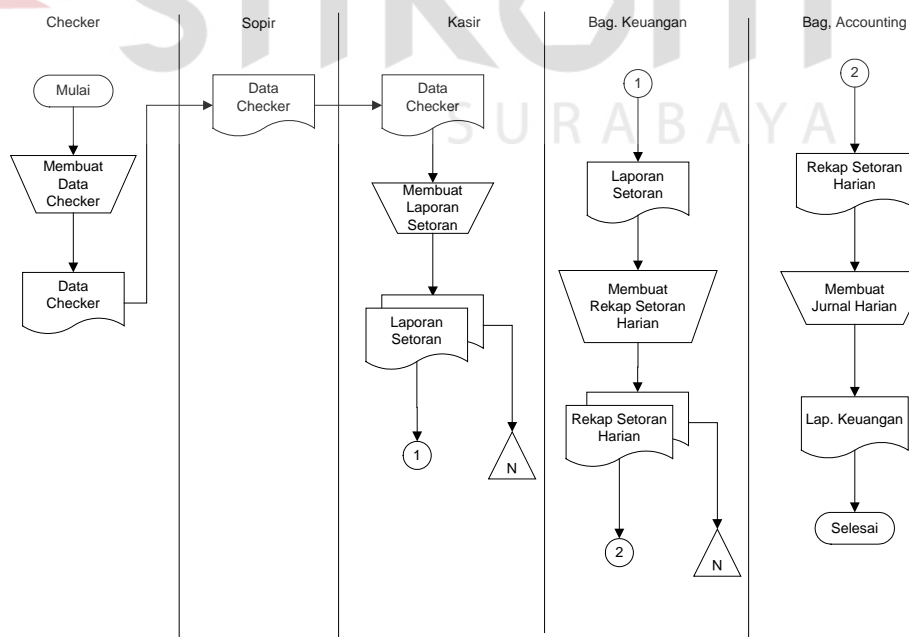 Checker
Sopir
Kasir
Bag. Keuangan
Bag, Accounting
SURABAYA
Mulai
Membuat
Data
Checker
Data
Checker
Data
Checker
Data
Checker
Membuat
Laporan
Setoran
Laporan
Setoran
1
N
1
Laporan
Setoran
Membuat
Rekap Setoran
Harian
Rekap Setoran
Harian
2
N
2
Rekap Setoran
Harian
Membuat
Jurnal Harian
Lap. Keuangan
Selesai